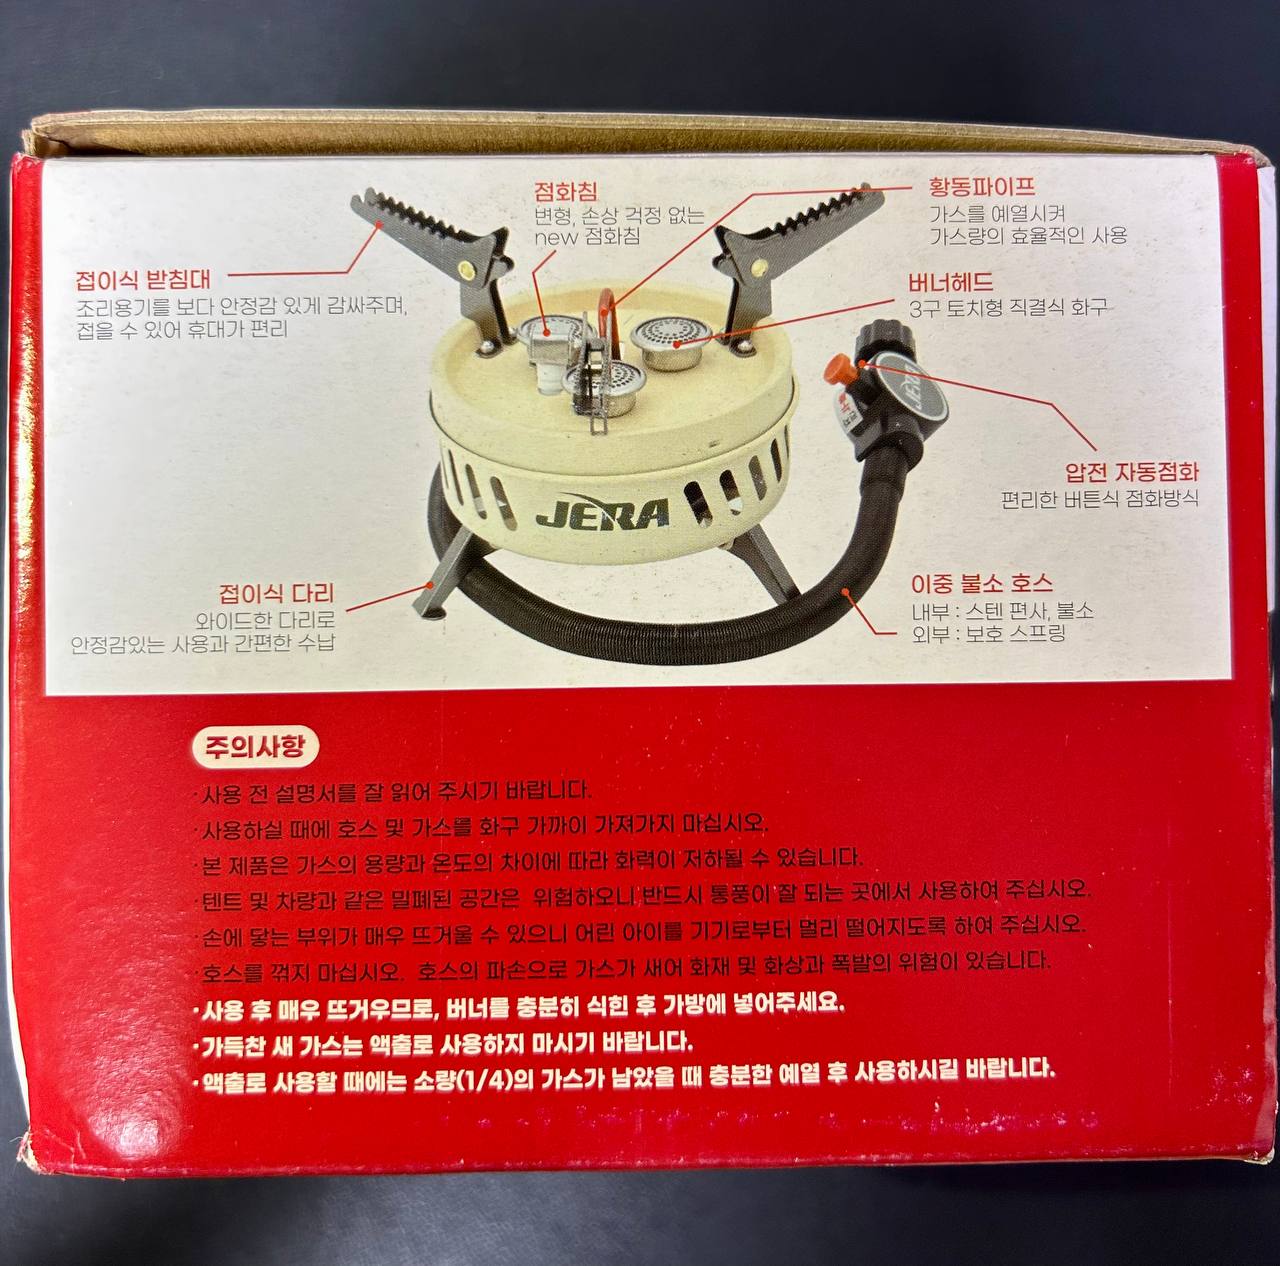 점화침
변형, 손상 걱정 없는
new 점화침
황동파이프
가스를 예열시켜
가스량의 효율적인 사용
접이식 받침대
조리용기를 보다 안정감 있게 감싸주며,
접을 수 있어 휴대가 편리
버너헤드
3구 토치형 직결식 화구
JERA
압전 자동점화
편리한 버튼식 점화방식
JERA
접이식 다리
와이드한 다리로
안정감있는 사용과 간편한 수납
이중 불소 호스
내부 : 스텐 편사, 불소
외부 : 보호 스프링
주의사항
·사용 전 설명서를 잘 읽어 주시기 바랍니다.
·사용하실 때에 호스 및 가스를 화구 가까이 가져가지 마십시오.
·본 제품은 가스의 용량과 온도의 차이에 따라 화력이 저하될 수 있습니다.
·텐트 및 차량과 같은 밀폐된 공간은 위험하오니 반드시 통풍이 잘 되는 곳에서 사용하여 주십시오.
·손에 닿는 부위가 매우 뜨거울 수 있으니 어린 아이를 기기로부터 멀리 떨어지도록 하여 주십시오.
·호스를 꺾지 마십시오. 호스의 파손으로 가스가 새어 화재 및 화상과 폭발의 위험이 있습니다.
·사용 후 매우 뜨거우므로, 버너를 충분히 식힌 후 가방에 넣어주세요.
·가득찬 새 가스는 액출로 사용하지 마시기 바랍니다.
·액출로 사용할 때에는 소량(1/4)의 가스가 남았을 때 충분한 예열 후 사용하시길 바랍니다.